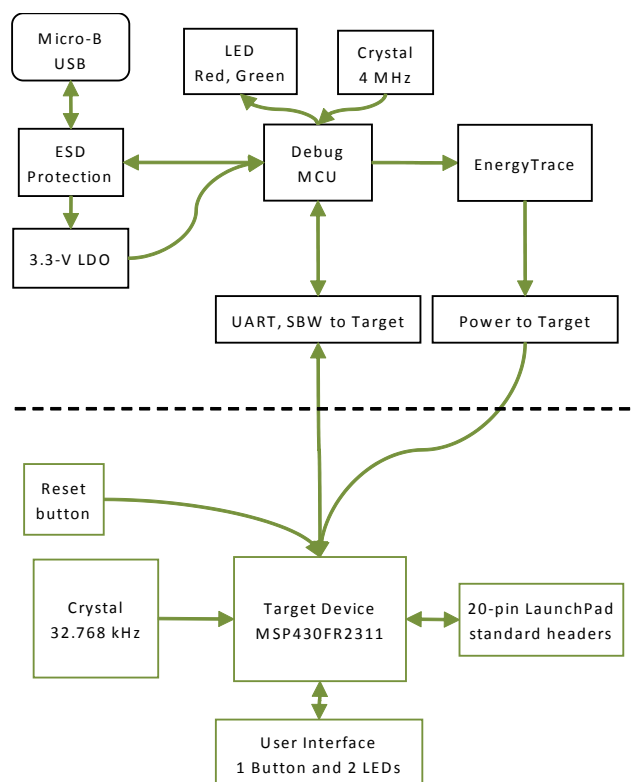 Micro-B
USB
LED
Red, Green
Crystal
4 MHz
ESD
Protection
Debug
MCU
EnergyTrace
3.3-V LDO
UART, SBW to Target
Power to Target
Reset
button
Crystal
32.768 kHz
Target Device
MSP430FR2311
20-pin LaunchPad
standard headers
User Interface
1 Button and 2 LEDs